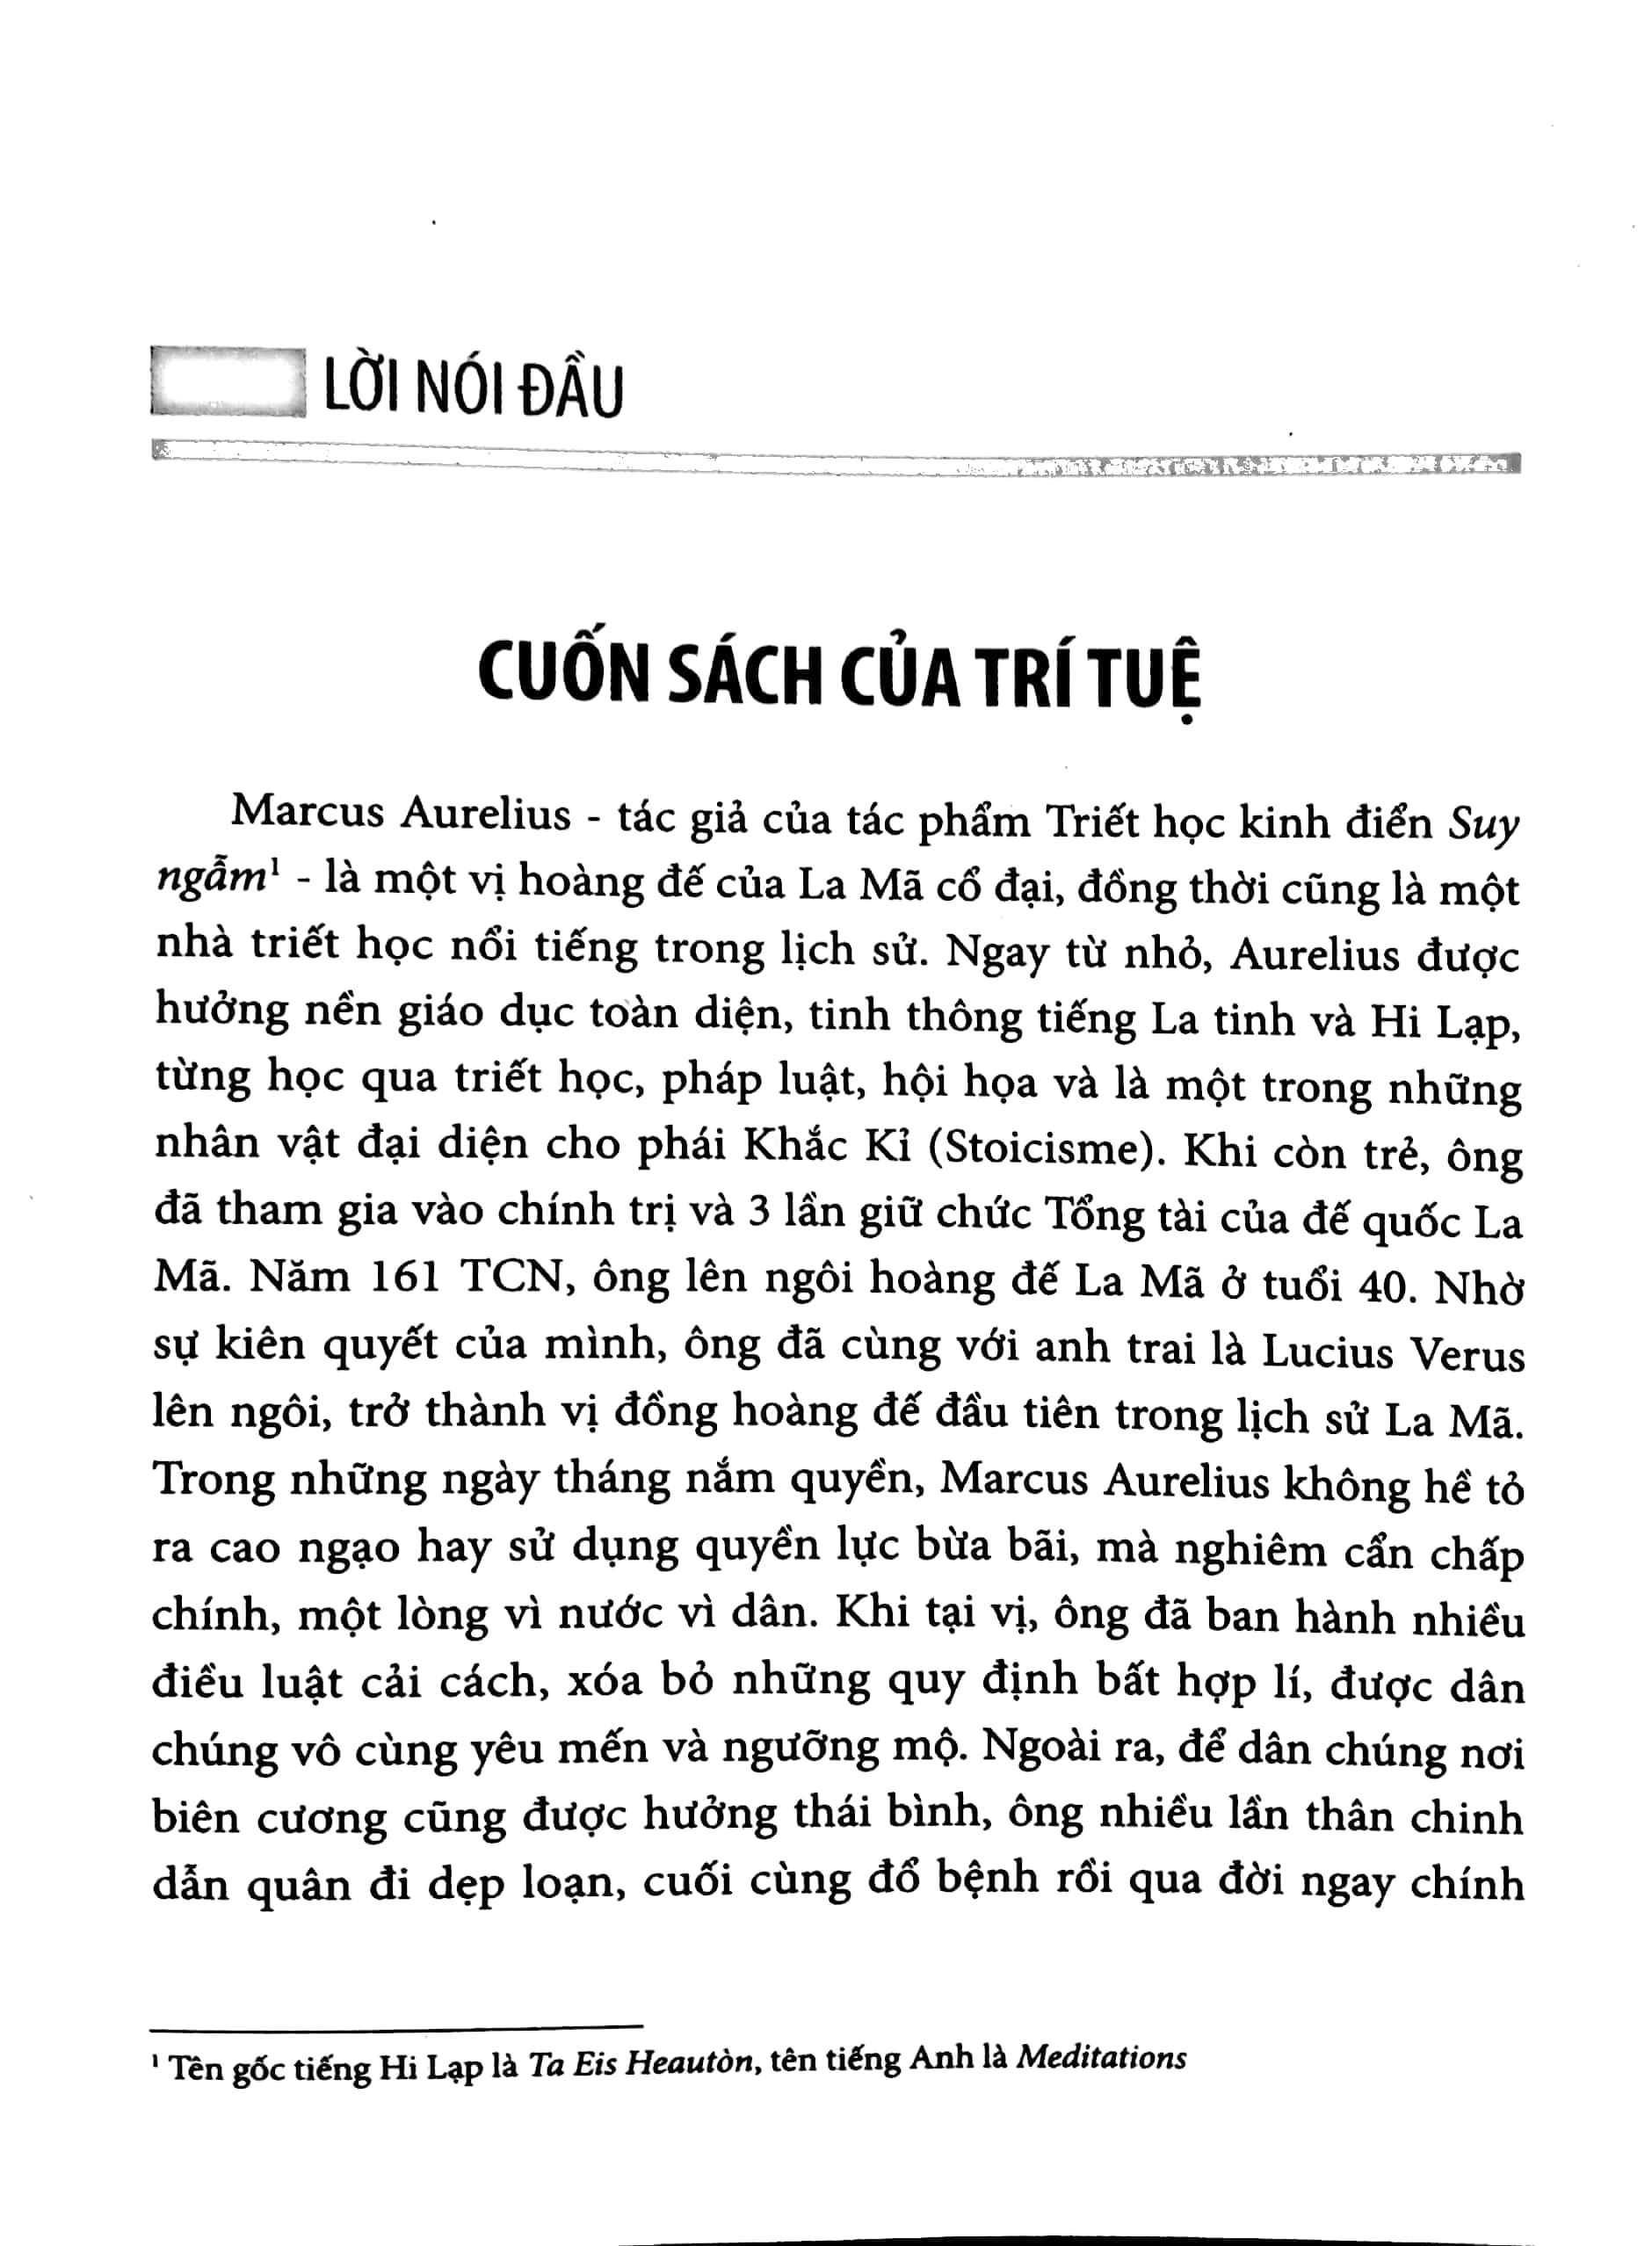 LỜI NÓI ĐẦU
CUỐN SÁCH CỦA TRÍ TUỆ
Marcus Aurelius - tác giả của tác phẩm Triết học kinh điển Suy
ngẫm¹ - là một vị hoàng đế của La Mã cổ đại, đồng thời cũng là một
nhà triết học nổi tiếng trong lịch sử. Ngay từ nhỏ, Aurelius được
hưởng nền giáo dục toàn diện, tinh thông tiếng La tinh và Hi Lạp,
từng học qua triết học, pháp luật, hội họa và là một trong những
nhân vật đại diện cho phái Khắc Kỉ (Stoicisme). Khi còn trẻ, ông
đã tham gia vào chính trị và 3 lần giữ chức Tổng tài của đế quốc La
Mã. Năm 161 TCN, ông lên ngôi hoàng đế La Mã ở tuổi 40. Nhờ
sự kiên quyết của mình, ông đã cùng với anh trai là Lucius Verus
lên ngôi, trở thành vị đồng hoàng đế đầu tiên trong lịch sử La Mã.
Trong những ngày tháng nắm quyền, Marcus Aurelius không hề tỏ
ra cao ngạo hay sử dụng quyền lực bừa bãi, mà nghiêm cẩn chấp
chính, một lòng vì nước vì dân. Khi tại vị, ông đã ban hành nhiều
điều luật cải cách, xóa bỏ những quy định bất hợp lí, được dân
chúng vô cùng yêu mến và ngưỡng mộ. Ngoài ra, để dân chúng nơi
biên cương cũng được hưởng thái bình, ông nhiều lần thân chinh
dẫn quân đi dẹp loạn, cuối cùng đổ bệnh rồi qua đời ngay chính
¹ Tên gốc tiếng Hi Lạp là Ta Eis Heautòn, tên tiếng Anh là Meditations